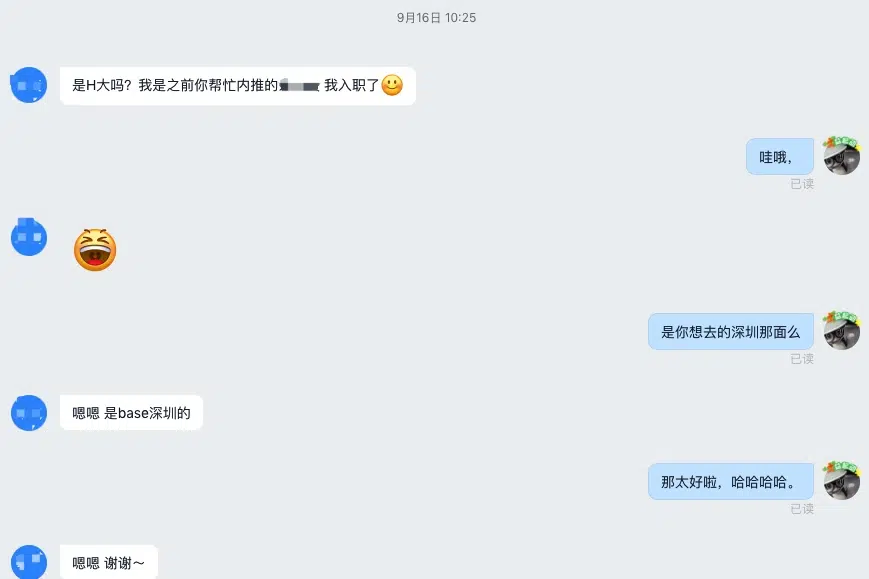 9月16日 10:25
是H大吗？我是之前你帮忙内推的 我入职了
哇哦，
已读
是你想去的深圳那面么
已读
嗯嗯 是base深圳的
那太好啦，哈哈哈哈。
已读
嗯嗯 谢谢～